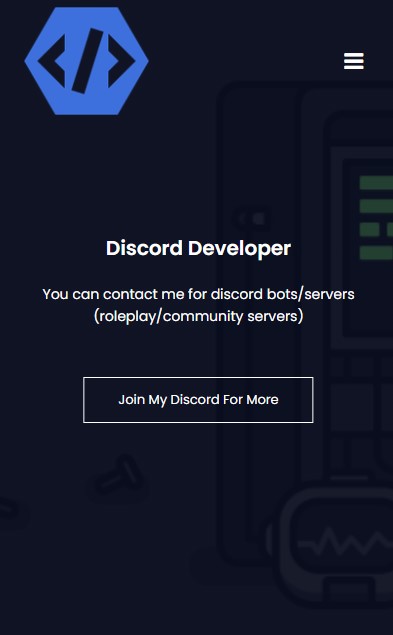 Discord Developer
You can contact me for discord bots/servers
(roleplay/community servers)
Join My Discord For More